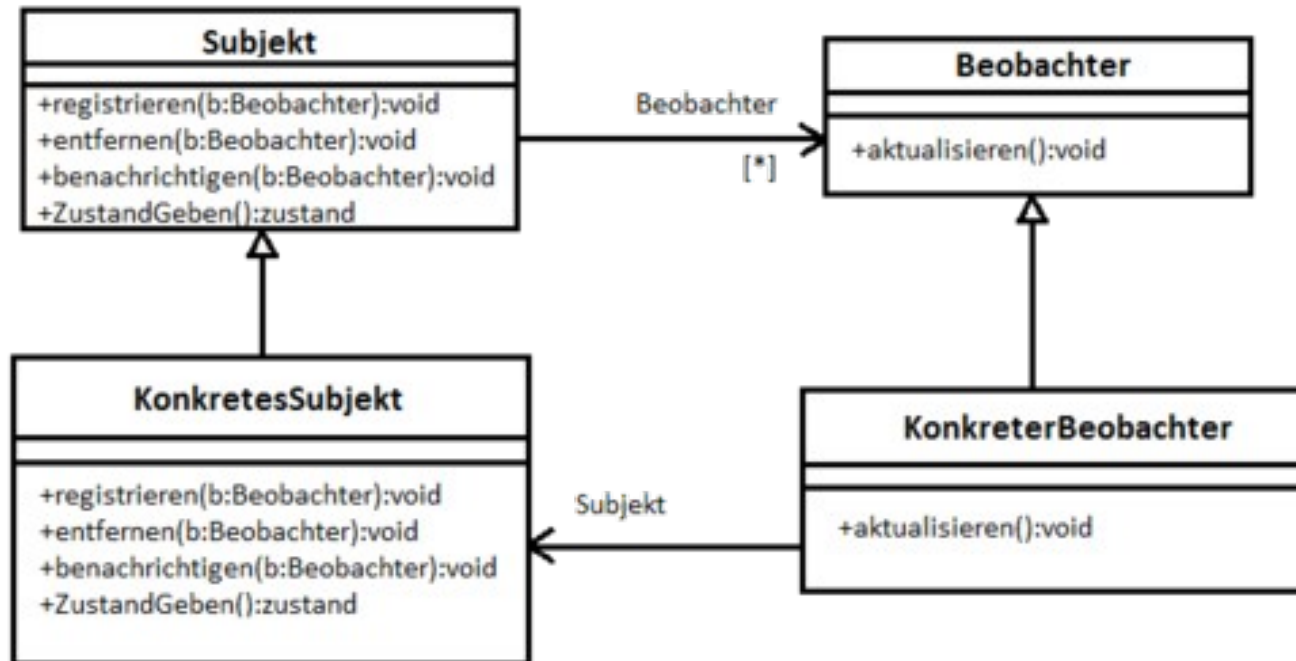 Subjekt
+registrieren(b:Beobachter):void
+entfernen(b:Beobachter):void
+benachrichtigen(b:Beobachter):void
+ZustandGeben():zustand
Beobachter
[*]
Beobachter
+aktualisieren():void
KonkretesSubjekt
+registrieren(b:Beobachter):void
+entfernen(b:Beobachter):void
+benachrichtigen(b:Beobachter):void
+ZustandGeben():zustand
Subjekt
KonkreterBeobachter
+aktualisieren():void